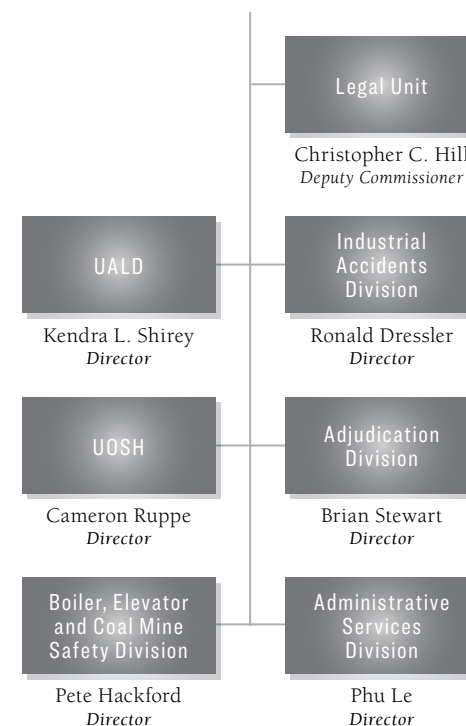 Legal Unit
Christopher C. Hill
Deputy Commissioner
UALD
Kendra L. Shirey
Director
Industrial
Accidents
Division
Ronald Dressler
Director
UOSH
Cameron Ruppe
Director
Adjudication
Division
Brian Stewart
Director
Boiler, Elevator
and Coal Mine
Safety Division
Pete Hackford
Director
Administrative
Services
Division
Phu Le
Director